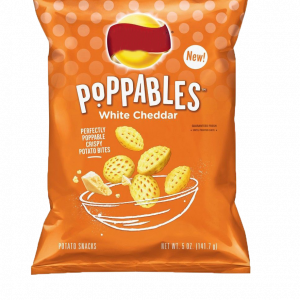 New!
POPPABLES
White Cheddar
PERFECTLY
POPPABLE
CRISPY
POTATO BITES
POTATO SNACKS
NET WT. 5 OZ. (141.7 g)